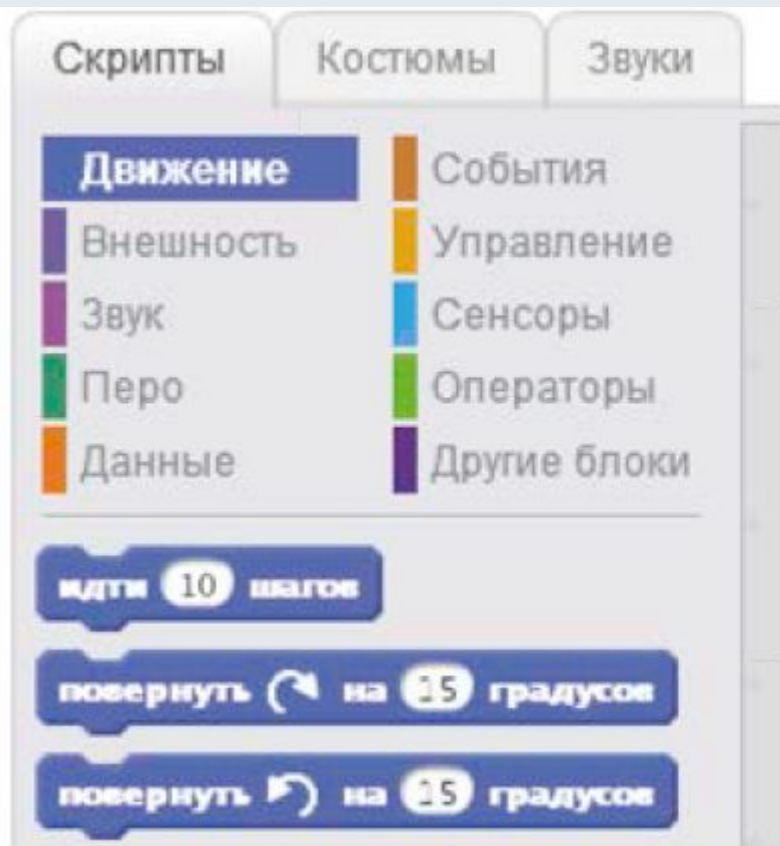 Скрипты Костюмы Звуки
Движение События
Внешность Управление
Звук Сенсоры
Перо Операторы
Данные Другие блоки
идти 10 шагов
повернуть на 15 градусов
повернуть на 15 градусов